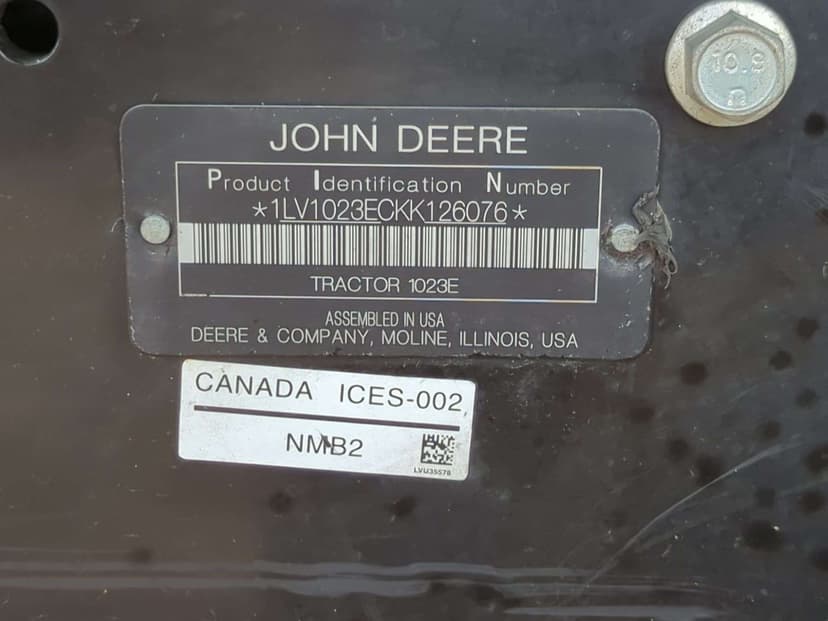 10.9
JOHN DEERE
Product Identification Number
*1LV1023ECKK126076*
TRACTOR 1023E
ASSEMBLED IN USA
DEERE & COMPANY, MOLINE, ILLINOIS, USA
CANADA ICES-002
NMB2
LVU35578